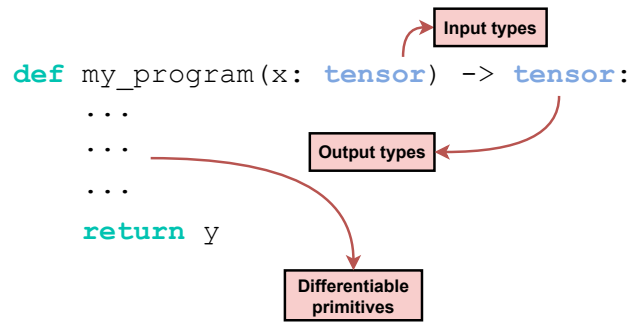 Input types
def my_program(x: tensor) -> tensor:
...
...
Output types
...
return y
Differentiable
primitives